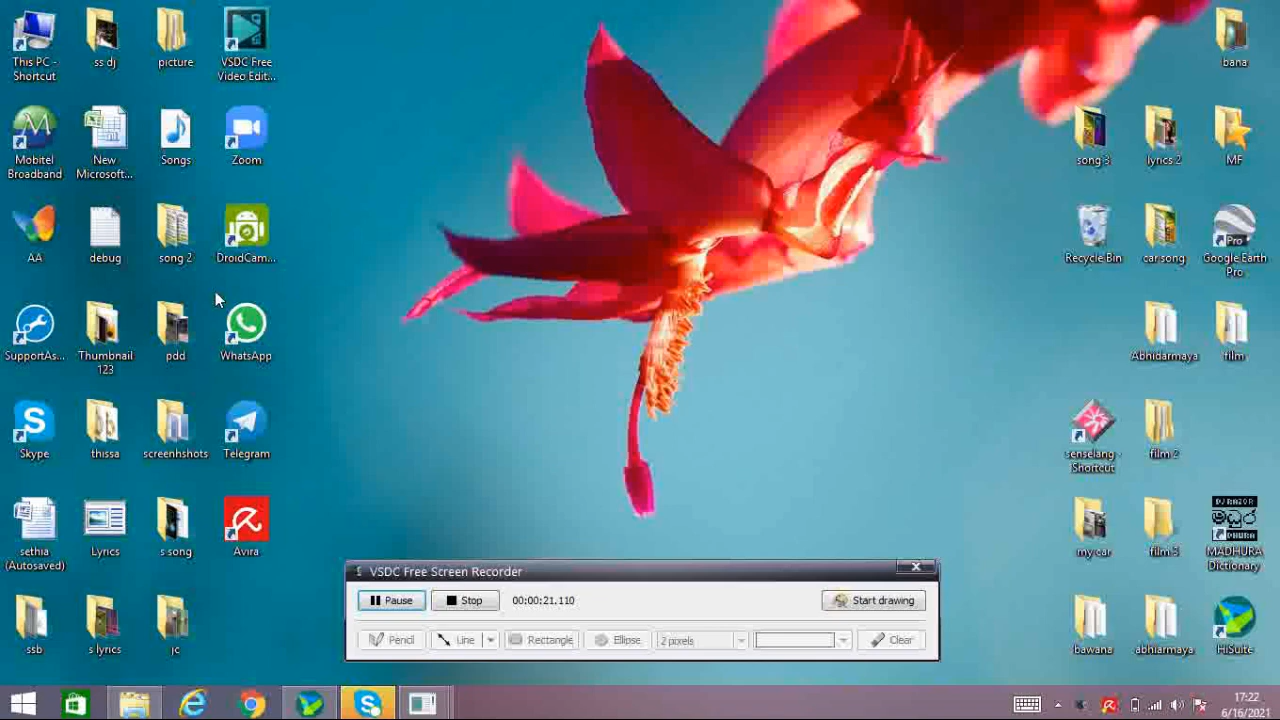 This PC -
Shortcut
ss dj
picture
VSDC Free
Video Edit...
bana
Mobitel
Broadband
New
Microsoft...
Songs
Zoom
song 3
lyrics 2
MF
AA
debug
song 2
DroidCam...
Recycle Bin
car song
Pro
Google Earth
Pro
SupportAs...
Thumbnail
123
pdd
WhatsApp
Abhidarmaya
film
Skype
thissa
screenhshots
Telegram
senselang -
Shortcut
film 2
sethia
(Autosaved)
Lyrics
s song
Avira
my car
film 3
MADHURA
Dictionary
ssb
s lyrics
jc
bawana
abhiarmaya
HiSuite
VSDC Free Screen Recorder
Pause
Stop
00:00:21.110
Start drawing
Pencil
Line
Rectangle
Ellipse
2 pixels
Clear
17:22
6/16/2021